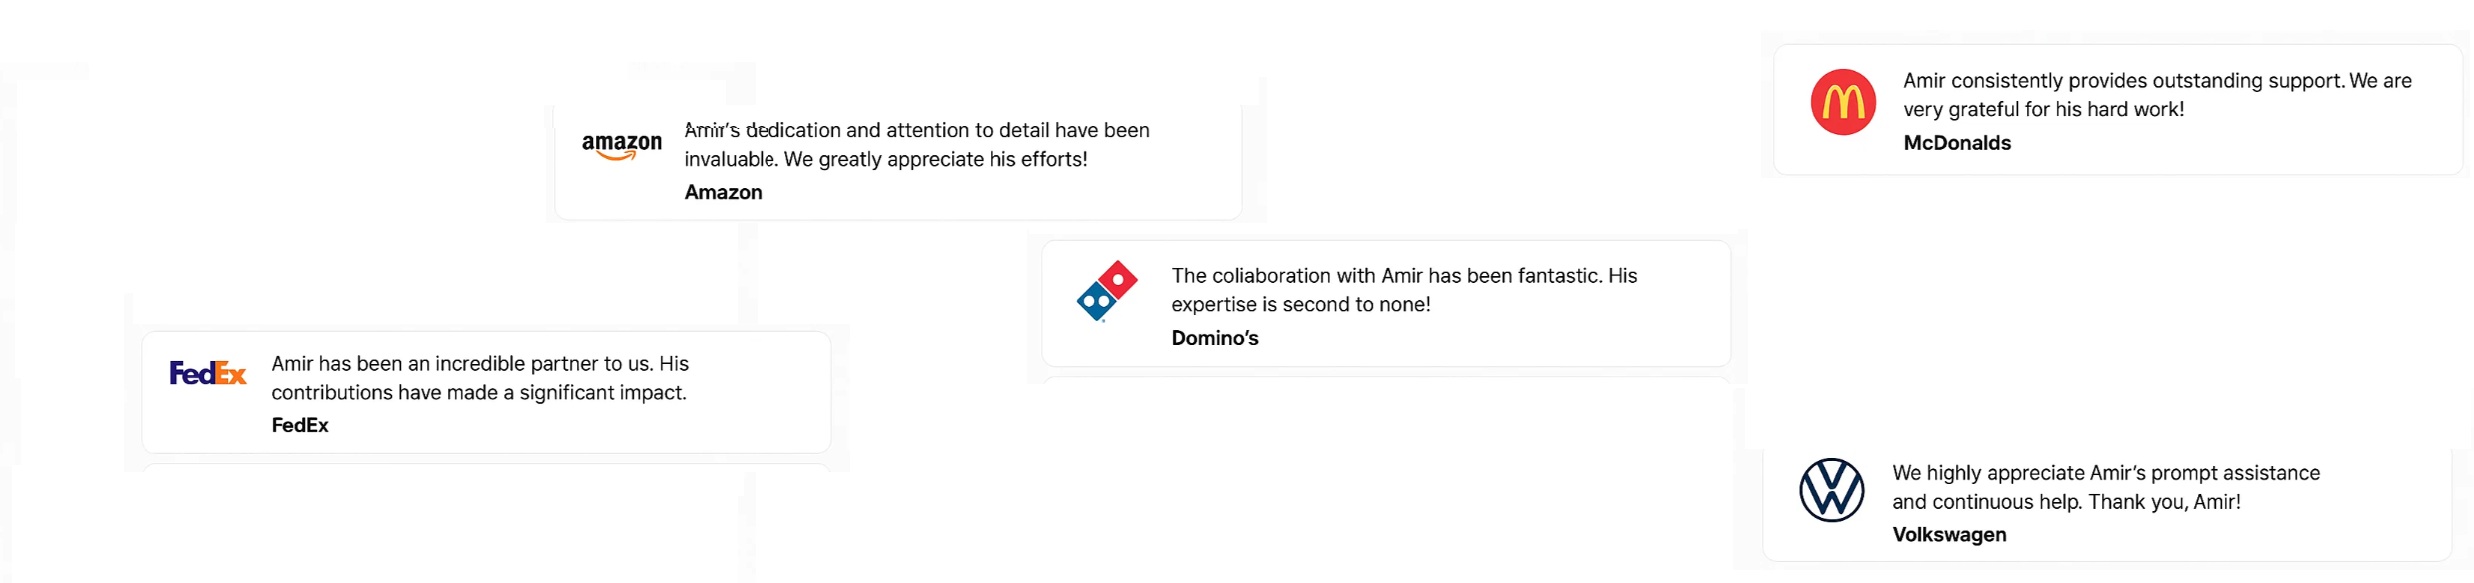 Amir consistently provides outstanding support. We are
very grateful for his hard work!
McDonalds
amazon
Amir's dedication and attention to detail have been
invaluable. We greatly appreciate his efforts!
Amazon
The coliaboration with Amir has been fantastic. His
expertise is second to none!
Domino's
FedEx
Amir has been an incredible partner to us. His
contributions have made a significant impact.
FedEx
We highly appreciate Amir's prompt assistance
and continuous help. Thank you, Amir!
Volkswagen